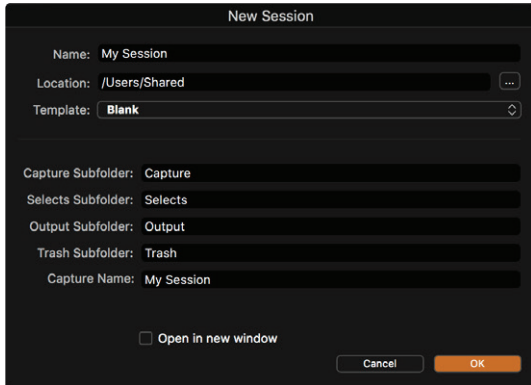 New Session
Name: My Session
Location: /Users/Shared ...
Template: Blank
Capture Subfolder: Capture
Selects Subfolder: Selects
Output Subfolder: Output
Trash Subfolder: Trash
Capture Name: My Session
Open in new window
Cancel OK